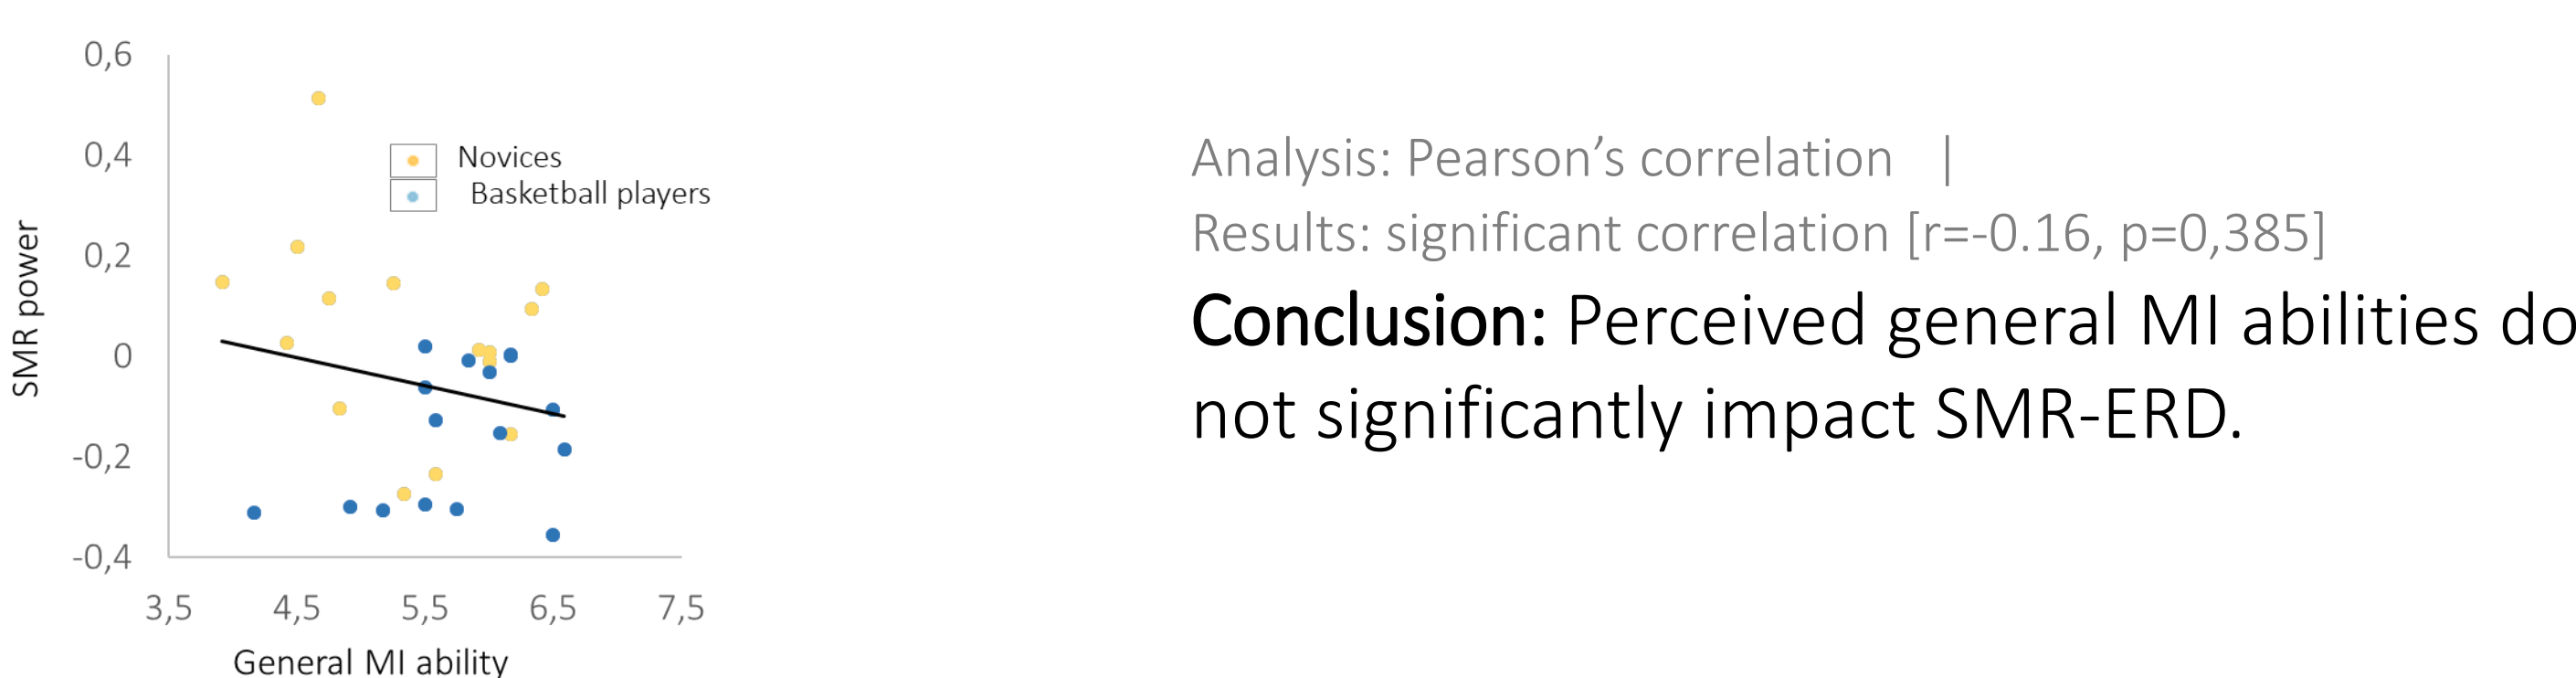 0,6
0,4
0,2
0
-0,2
-0,4
SMR power
Novices
Basketball players
3,5 4,5 5,5 6,5 7,5
General MI ability
Analysis: Pearson’s correlation |
Results: significant correlation [r=-0.16, p=0,385]
Conclusion: Perceived general MI abilities do
not significantly impact SMR-ERD.